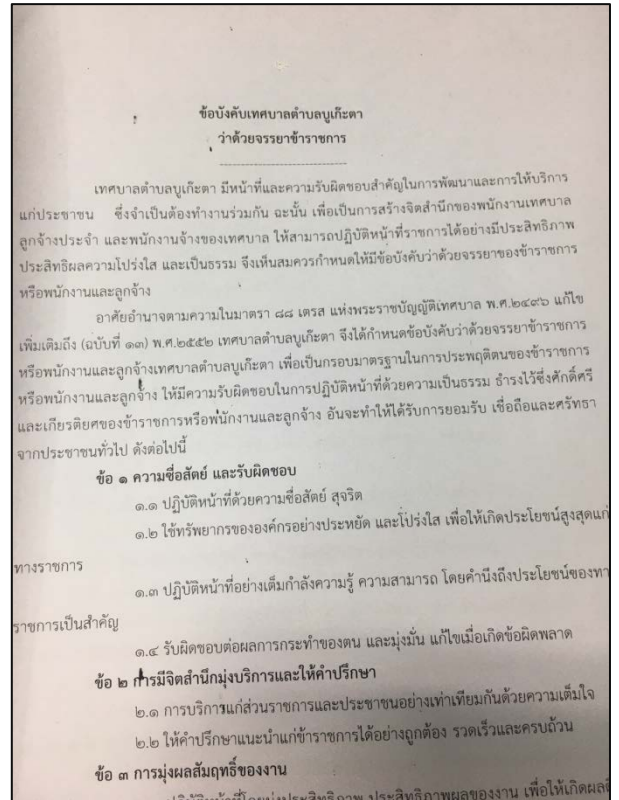 ข้อบังคับเทศบาลตำบลบูเก๊ะตา
ว่าด้วยจรรยาข้าราชการ
เทศบาลตำบลบูเก๊ะตา มีหน้าที่และความรับผิดชอบสำคัญในการพัฒนาและการให้บริการ
แก่ประชาชน ซึ่งจำเป็นต้องทำงานร่วมกัน ฉะนั้น เพื่อเป็นการสร้างจิตสำนึกของพนักงานเทศบาล
ลูกจ้างประจำ และพนักงานจ้างของเทศบาล ให้สามารถปฏิบัติหน้าที่ราชการได้อย่างมีประสิทธิภาพ
ประสิทธิผลความโปร่งใส และเป็นธรรม จึงเห็นสมควรกำหนดให้มีข้อบังคับว่าด้วยจรรยาของข้าราชการ
หรือพนักงานและลูกจ้าง
อาศัยอำนาจตามความในมาตรา ๘๘ เตรส แห่งพระราชบัญญัติเทศบาล พ.ศ.๒๔๙๖ แก้ไข
เพิ่มเติมถึง (ฉบับที่ ๑๓) พ.ศ.๒๕๕๒ เทศบาลตำบลบูเก๊ะตา จึงได้กำหนดข้อบังคับว่าด้วยจรรยาข้าราชการ
หรือพนักงานและลูกจ้างเทศบาลตำบลบูเก๊ะตา เพื่อเป็นกรอบมาตรฐานในการประพฤติตนของข้าราชการ
หรือพนักงานและลูกจ้าง ให้มีความรับผิดชอบในการปฏิบัติหน้าที่ด้วยความเป็นธรรม ธำรงไว้ซึ่งศักดิ์ศรี
และเกียรติยศของข้าราชการหรือพนักงานและลูกจ้าง อันจะทำให้ได้รับการยอมรับ เชื่อถือและศรัทธา
จากประชาชนทั่วไป ดังต่อไปนี้
ข้อ ๑ ความซื่อสัตย์ และรับผิดชอบ
๑.๑ ปฏิบัติหน้าที่ด้วยความซื่อสัตย์ สุจริต
๑.๒ ใช้ทรัพยากรขององค์กรอย่างประหยัด และโปร่งใส เพื่อให้เกิดประโยชน์สูงสุดแก่
ทางราชการ
๑.๓ ปฏิบัติหน้าที่อย่างเต็มกำลังความรู้ ความสามารถ โดยคำนึงถึงประโยชน์ของทา
ราชการเป็นสำคัญ
๑.๔ รับผิดชอบต่อผลการกระทำของตน และมุ่งมั่น แก้ไขเมื่อเกิดข้อผิดพลาด
ข้อ ๒ การมีจิตสำนึกมุ่งบริการและให้คำปรึกษา
๒.๑ การบริการแก่ส่วนราชการและประชาชนอย่างเท่าเทียมกันด้วยความเต็มใจ
๒.๒ ให้คำปรึกษาแนะนำแก่ข้าราชการได้อย่างถูกต้อง รวดเร็วและครบถ้วน
ข้อ ๓ การมุ่งผลสัมฤทธิ์ของงาน
ปฏิบัติหน้าที่โดยมุ่งประสิทธิภาพ ประสิทธิภาพผลของงาน เพื่อให้เกิดผลดี